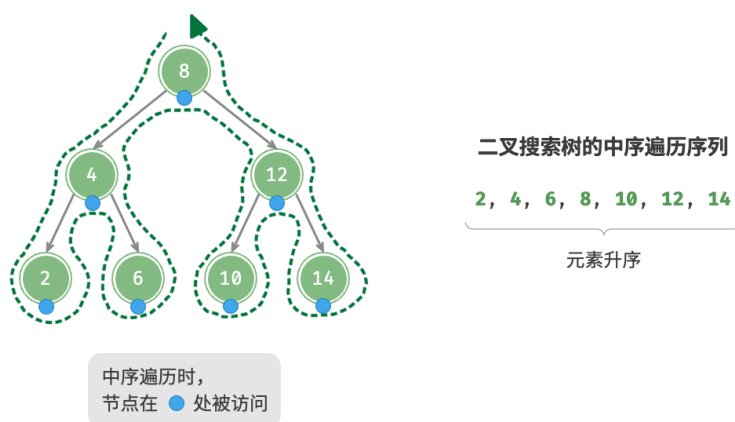 8
4
12
2
6
10
14
二叉搜索树的中序遍历序列
2, 4, 6, 8, 10, 12, 14
元素升序
中序遍历时，
节点在 处被访问